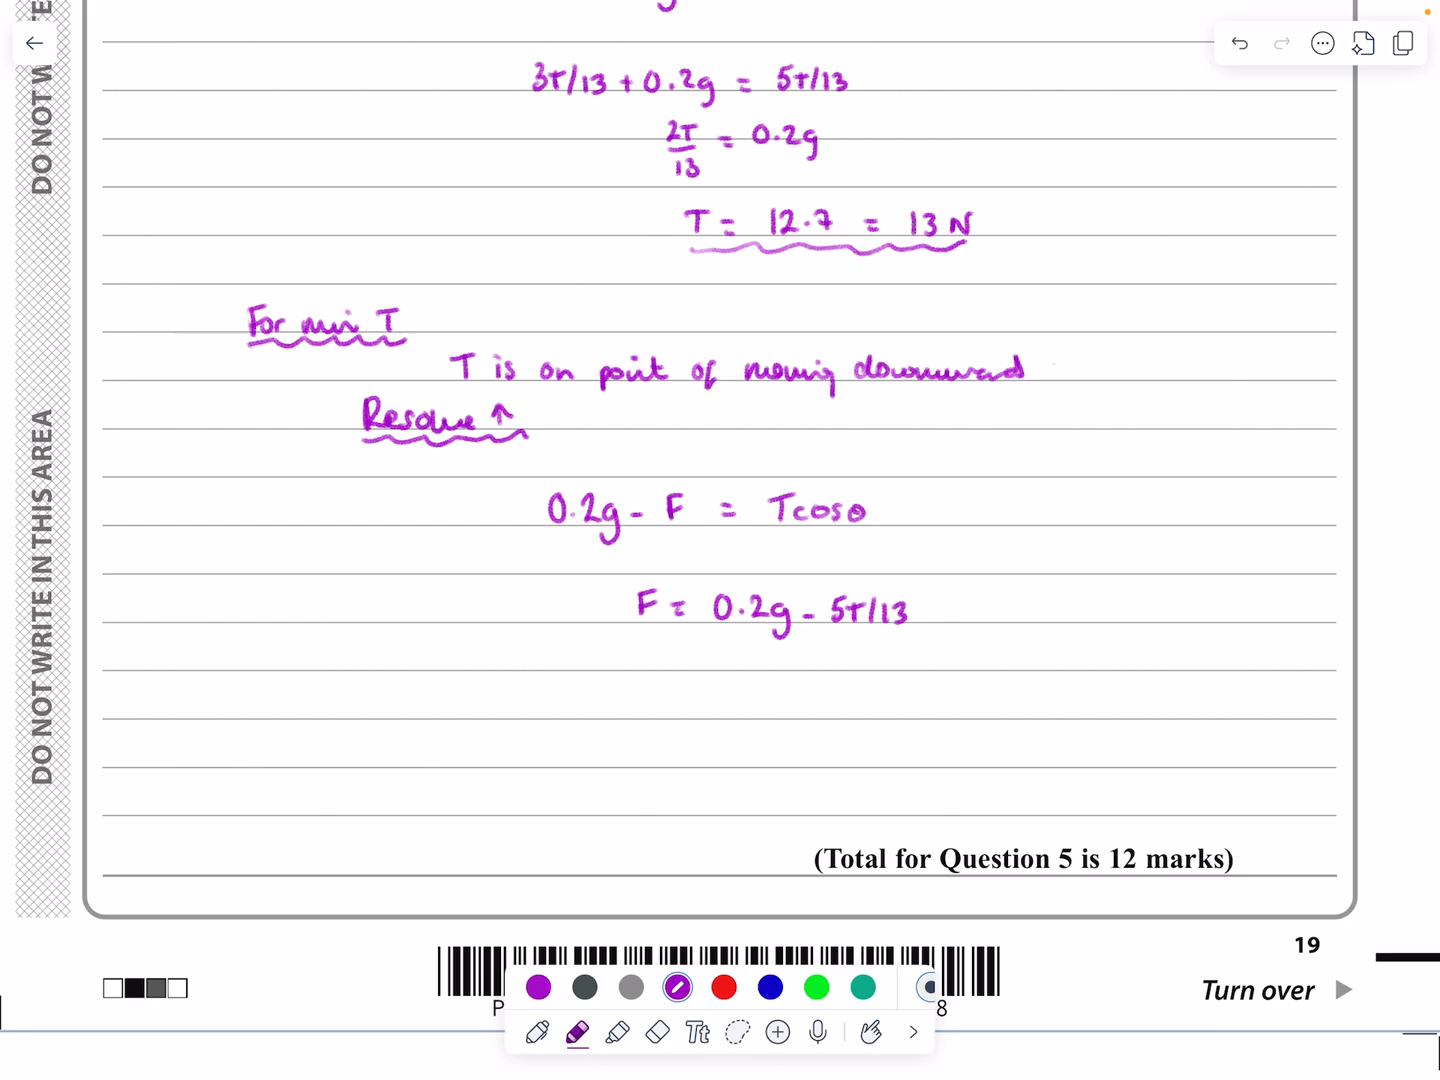 3T/13 + 0.2g = 5T/13
2T/13 = 0.2g
T = 12.7 = 13 N
For min T
T is on point of moving downward
Resolve ↑
0.2g - F = Tcosθ
F = 0.2g - 5T/13
(Total for Question 5 is 12 marks)
19
Turn over
DO NOT WRITE IN THIS AREA
DO NOT W
P
8
Tt